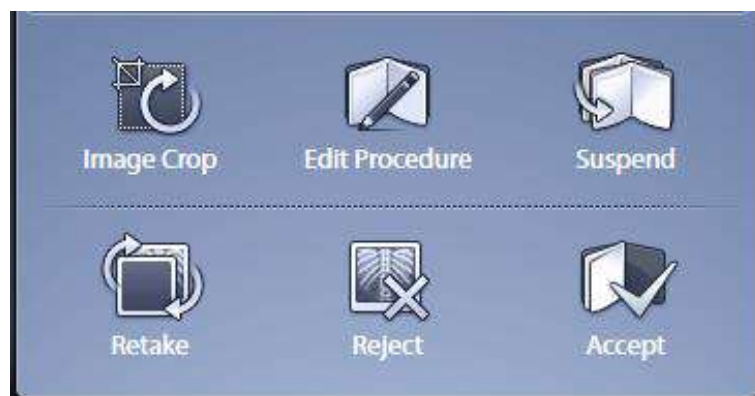 Image Crop
Edit Procedure
Suspend
Retake
Reject
Accept